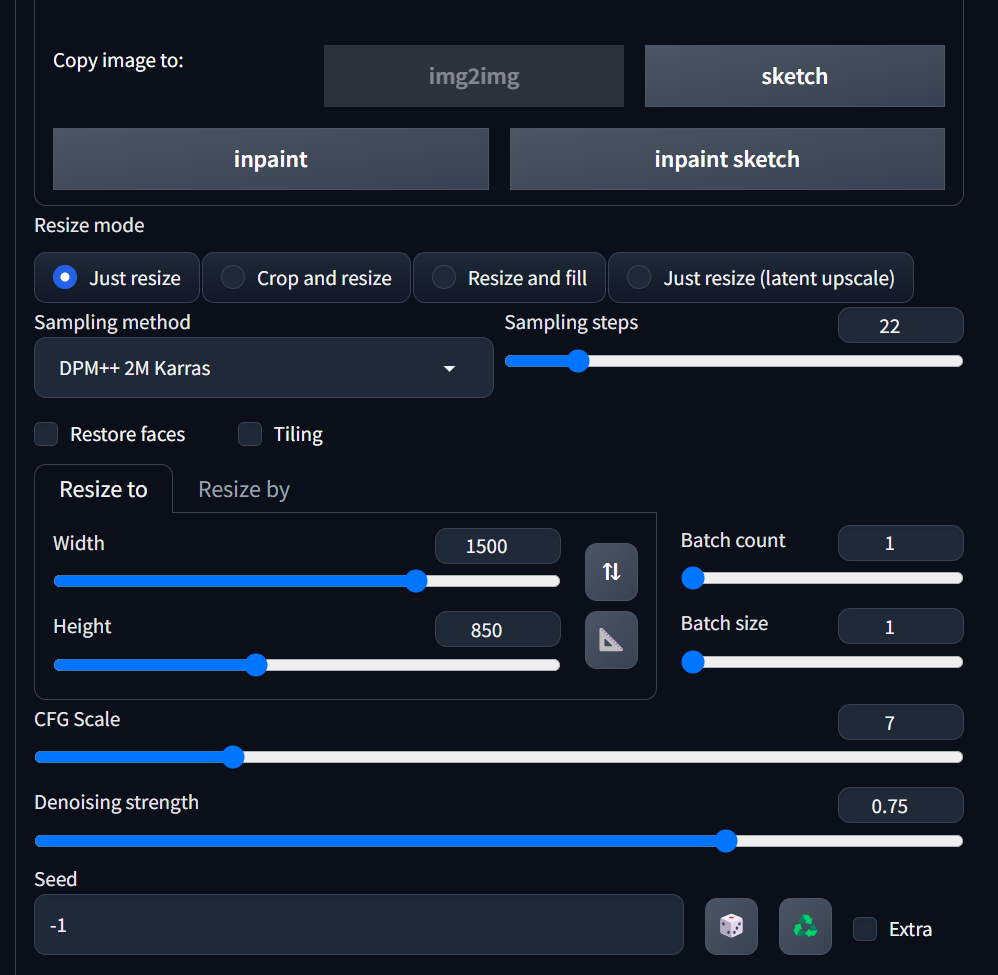 Copy image to:
img2img
sketch
inpaint
inpaint sketch
Resize mode
Just resize
Crop and resize
Resize and fill
Just resize (latent upscale)
Sampling method
Sampling steps
22
DPM++ 2M Karras
Restore faces
Tiling
Resize to
Resize by
Width
1500
Height
850
Batch count
1
Batch size
1
CFG Scale
7
Denoising strength
0.75
Seed
-1
Extra